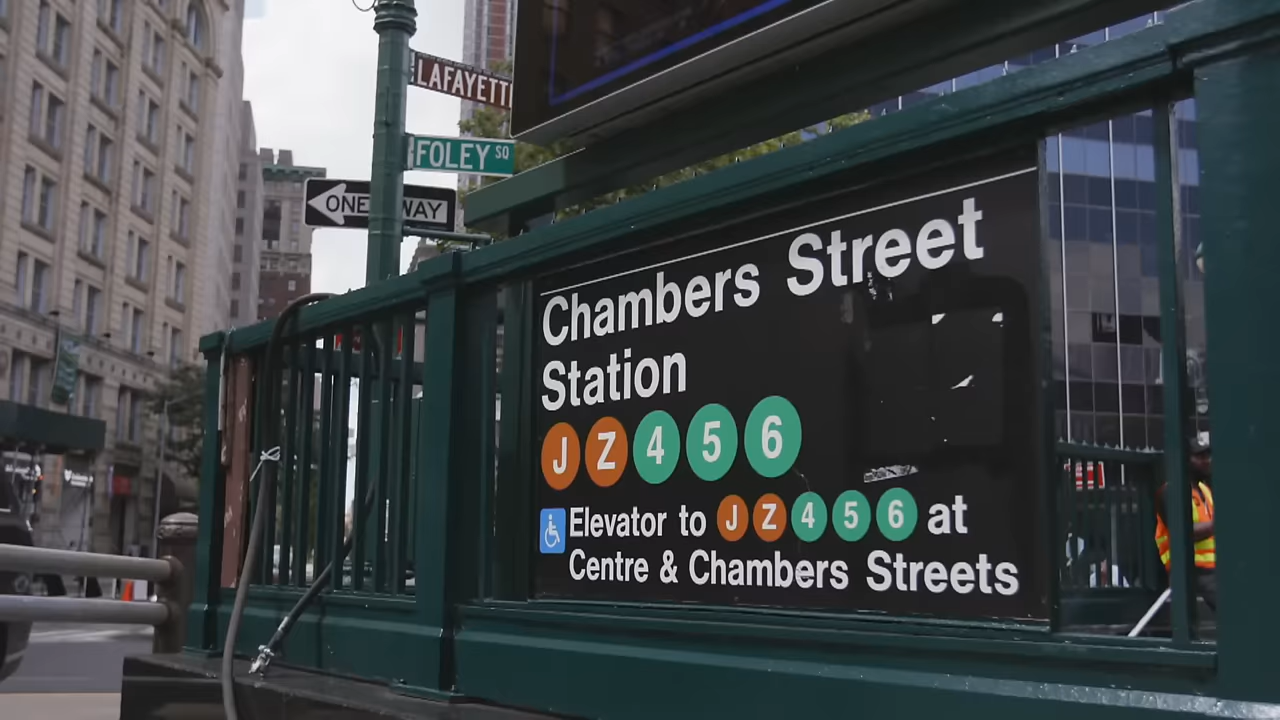 LAFAYETT
FOLEY SQ
ONE WAY
Chambers Street
Station
J Z 4 5 6
Elevator to J Z 4 5 6 at
Centre & Chambers Streets